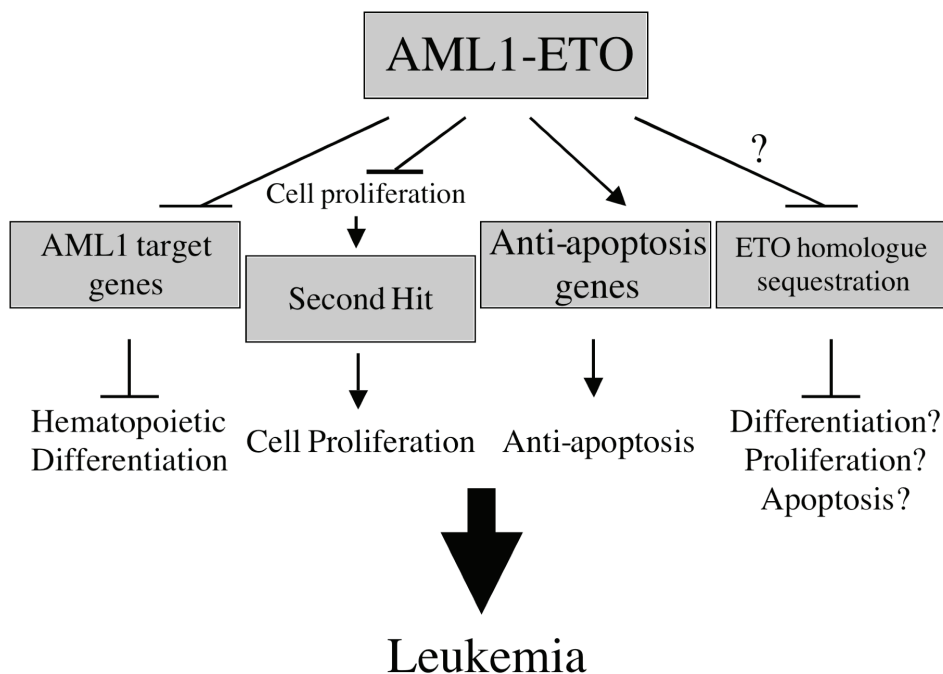 AML1-ETO
?
Cell proliferation
AML1 target
genes
Second Hit
Anti-apoptosis
genes
ETO homologue
sequestration
Hematopoietic
Differentiation
Cell Proliferation
Anti-apoptosis
Differentiation?
Proliferation?
Apoptosis?
Leukemia